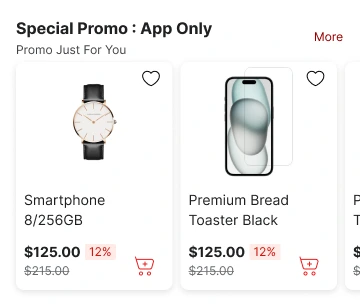 Special Promo : App Only
Promo Just For You
More
Smartphone
8/256GB
$125.00 12%
$215.00
Premium Bread
Toaster Black
$125.00 12%
$215.00
P
T
$
$